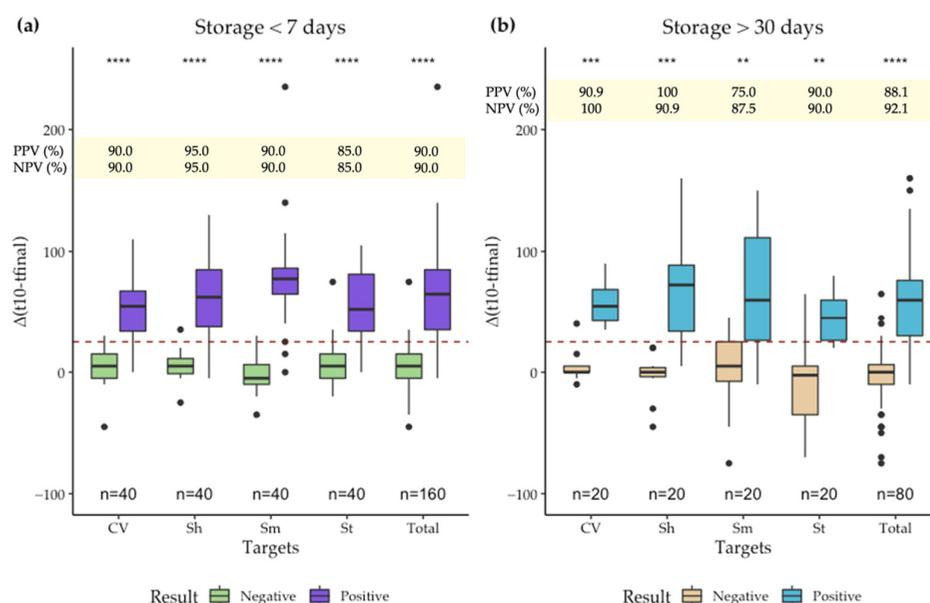 (a) Storage < 7 days
**** **** **** **** ****
200
PPV (%) 90.0 95.0 90.0 85.0 90.0
NPV (%) 90.0 95.0 90.0 85.0 90.0
100
Δ(t10-tfinal)
0
−100
n=40 n=40 n=40 n=40 n=160
CV Sh Sm St Total
Targets
Result Negative Positive
(b) Storage > 30 days
*** *** ** ** ****
PPV (%) 90.9 100 75.0 90.0 88.1
NPV (%) 100 90.9 87.5 90.0 92.1
200
100
Δ(t10-tfinal)
0
−100
n=20 n=20 n=20 n=20 n=80
CV Sh Sm St Total
Targets
Result Negative Positive